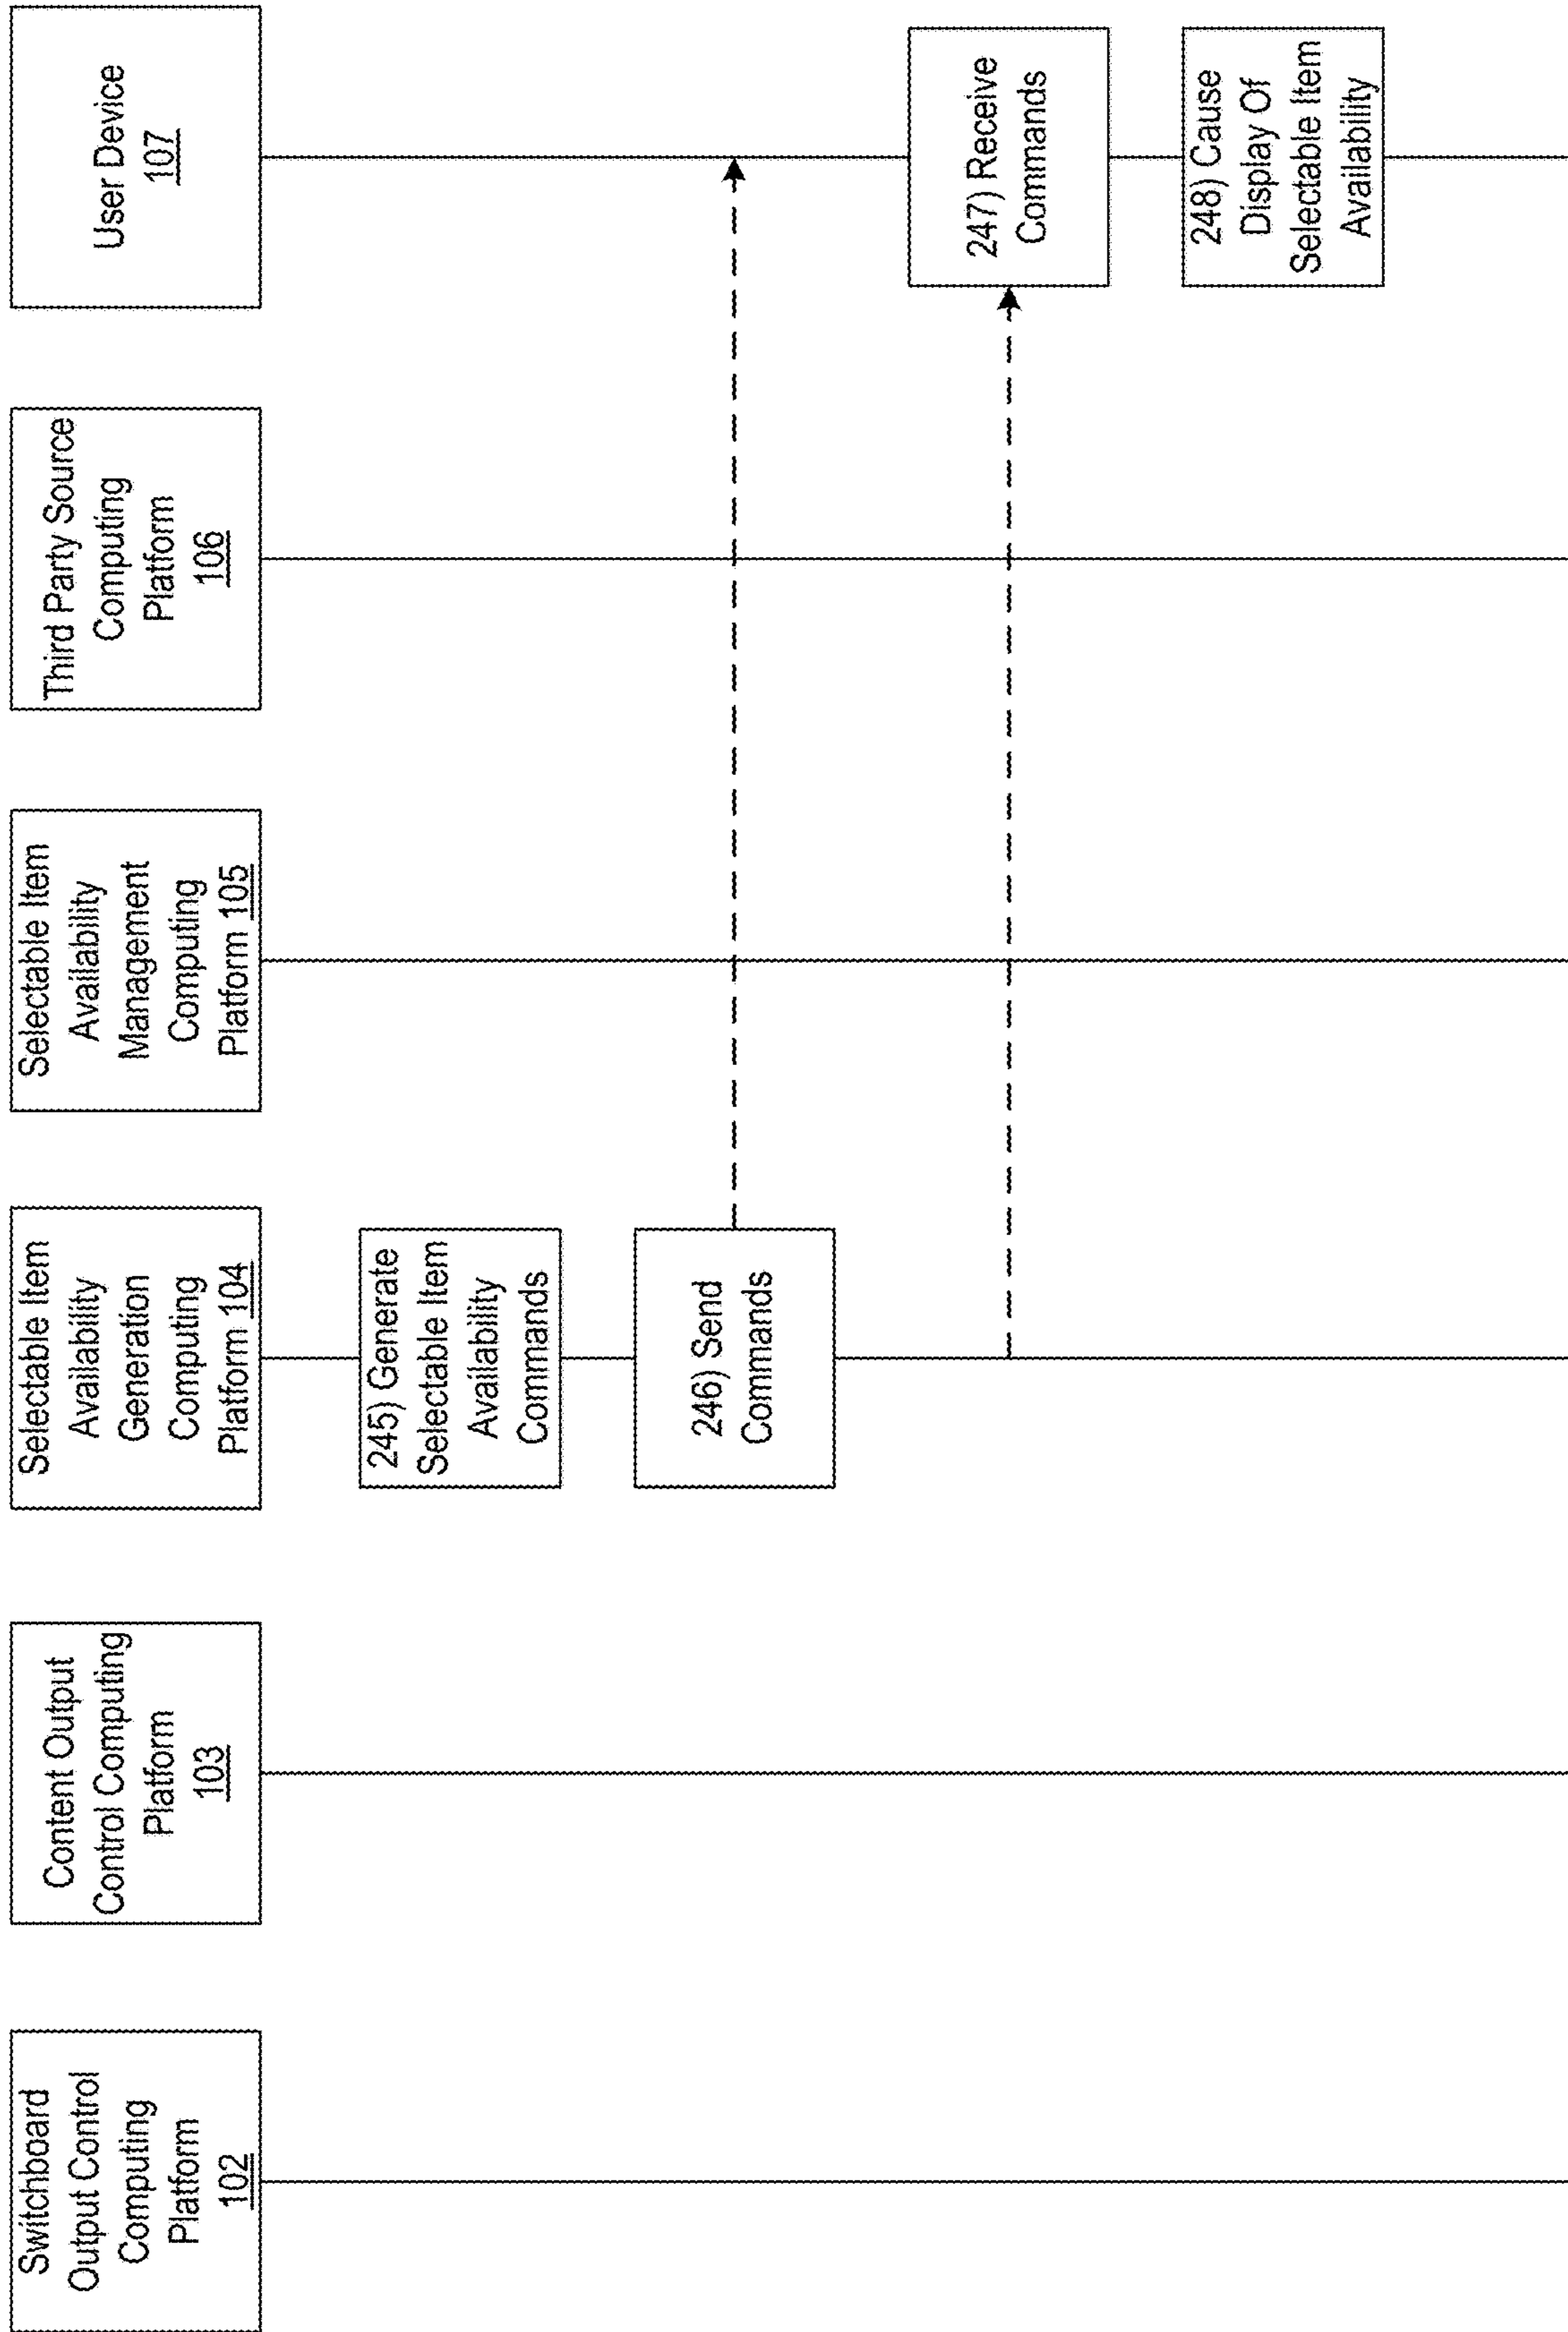 Switchboard
Output Control
Computing
Platform
102
Content Output
Control Computing
Platform
103
Selectable Item
Availability
Generation
Computing
Platform 104
Selectable Item
Availability
Management
Computing
Platform 105
Third Party Source
Computing
Platform
106
User Device
107
245) Generate
Selectable Item
Availability
Commands
246) Send
Commands
247) Receive
Commands
248) Cause
Display Of
Selectable Item
Availability